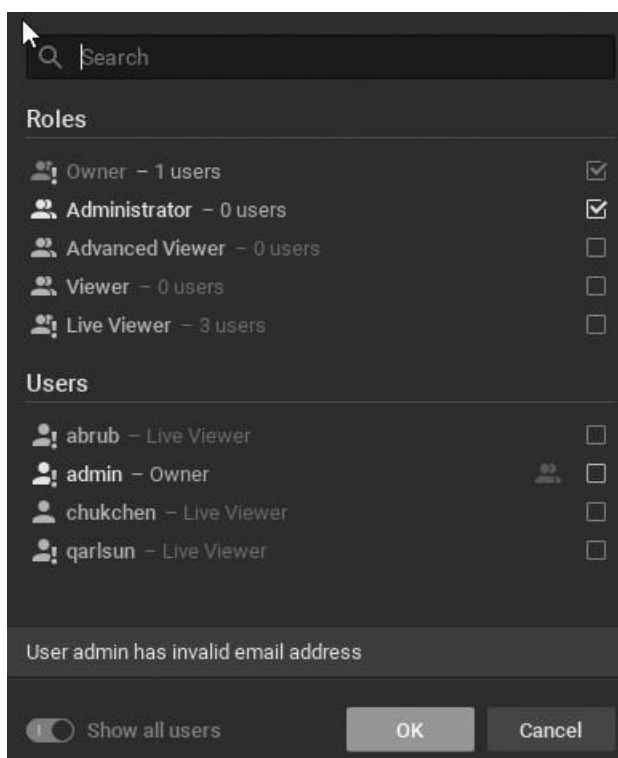 Search
Roles
Owner – 1 users
Administrator – 0 users
Advanced Viewer – 0 users
Viewer – 0 users
Live Viewer – 3 users
Users
abrub – Live Viewer
admin – Owner
chukchen – Live Viewer
qarlsun – Live Viewer
User admin has invalid email address
Show all users OK Cancel